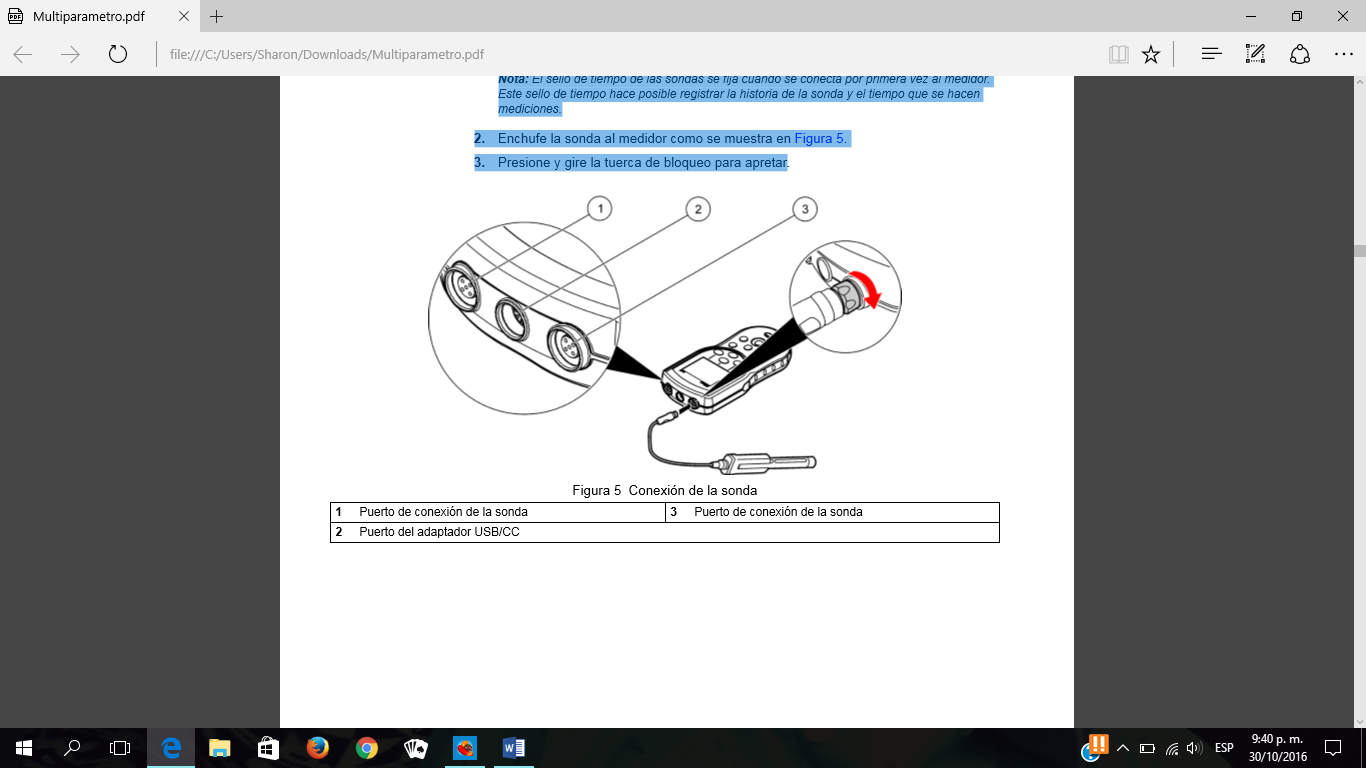 Multiparametro.pdf
file:///C:/Users/Sharon/Downloads/Multiparametro.pdf
Nota: El sello de tiempo de las sondas se fija cuando se conecta por primera vez al medidor.
Este sello de tiempo hace posible registrar la historia de la sonda y el tiempo que se hacen
mediciones.
2. Enchufe la sonda al medidor como se muestra en Figura 5.
3. Presione y gire la tuerca de bloqueo para apretar.
1 2 3
Figura 5 Conexión de la sonda
1 Puerto de conexión de la sonda 3 Puerto de conexión de la sonda
2 Puerto del adaptador USB/CC
ESP
9:40 p. m.
30/10/2016